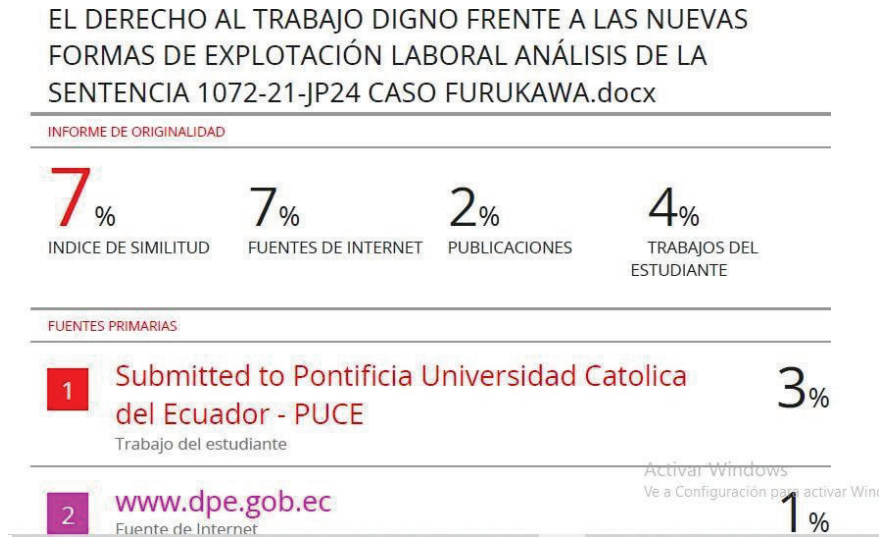 EL DERECHO AL TRABAJO DIGNO FRENTE A LAS NUEVAS
FORMAS DE EXPLOTACIÓN LABORAL ANÁLISIS DE LA
SENTENCIA 1072-21-JP24 CASO FURUKAWA.docx
INFORME DE ORIGINALIDAD
7%
INDICE DE SIMILITUD
7%
FUENTES DE INTERNET
2%
PUBLICACIONES
4%
TRABAJOS DEL
ESTUDIANTE
FUENTES PRIMARIAS
1
Submitted to Pontificia Universidad Catolica
del Ecuador - PUCE
Trabajo del estudiante
3%
2
www.dpe.gob.ec
Fuente de Internet
1%
Activar Windows
Ve a Configuración para activar Wind